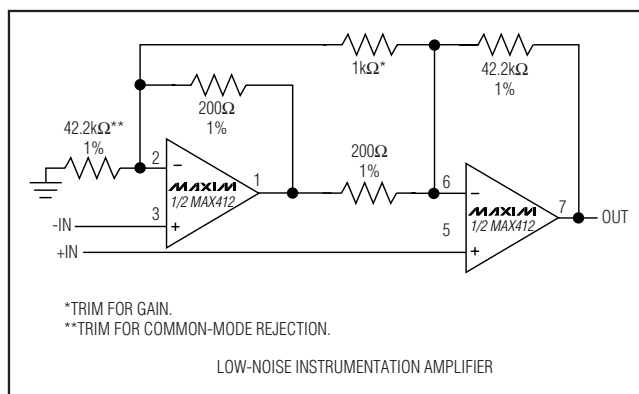 1kΩ*
42.2kΩ
1%
200Ω
1%
42.2kΩ**
1%
200Ω
1%
2
-
1
MAXIM
1/2 MAX412
3
+
-IN
+IN
6
-
7
OUT
MAXIM
1/2 MAX412
5
+
*TRIM FOR GAIN.
**TRIM FOR COMMON-MODE REJECTION.
LOW-NOISE INSTRUMENTATION AMPLIFIER